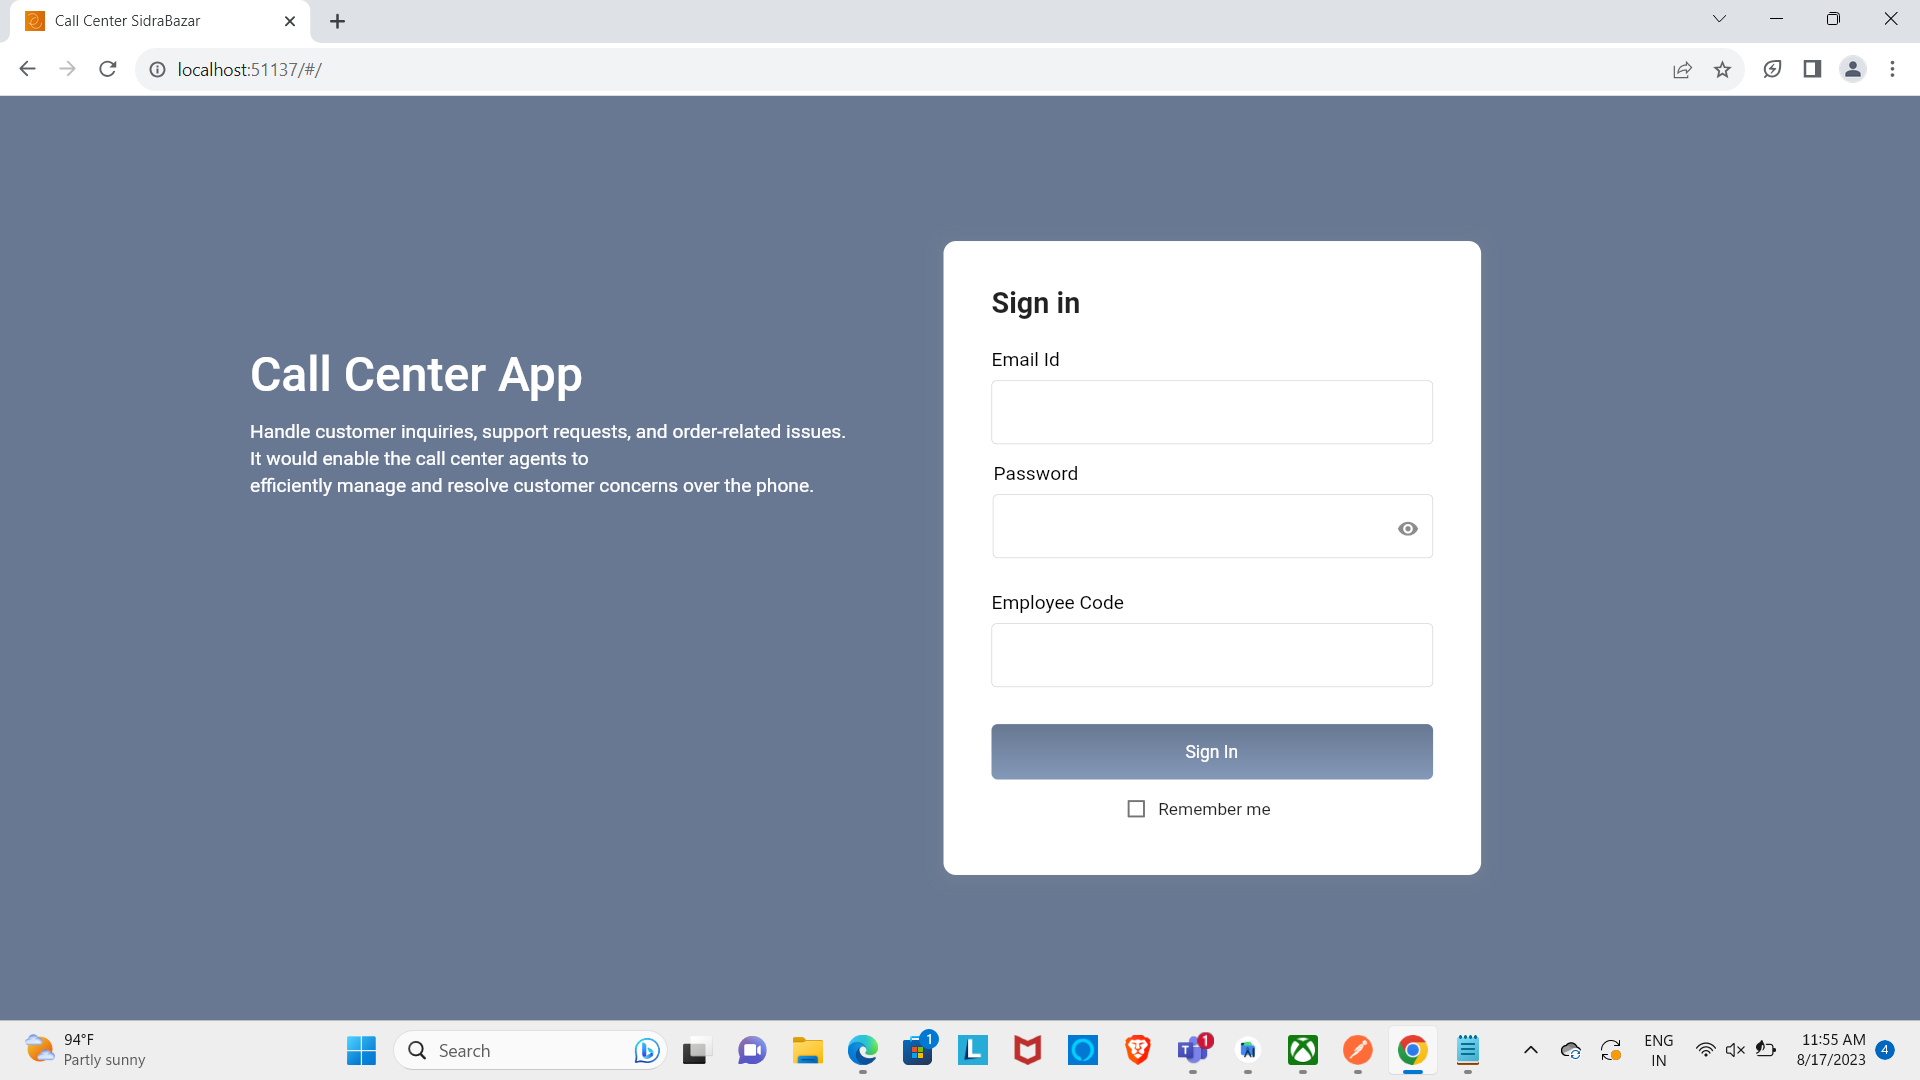 Call Center SidraBazar
localhost:51137/#/
Call Center App
Handle customer inquiries, support requests, and order-related issues.
It would enable the call center agents to
efficiently manage and resolve customer concerns over the phone.
Sign in
Email Id
Password
Employee Code
Sign In
Remember me
94°F
Partly sunny
Search
1
L
T
1
AI
ENG
IN
11:55 AM
8/17/2023
4